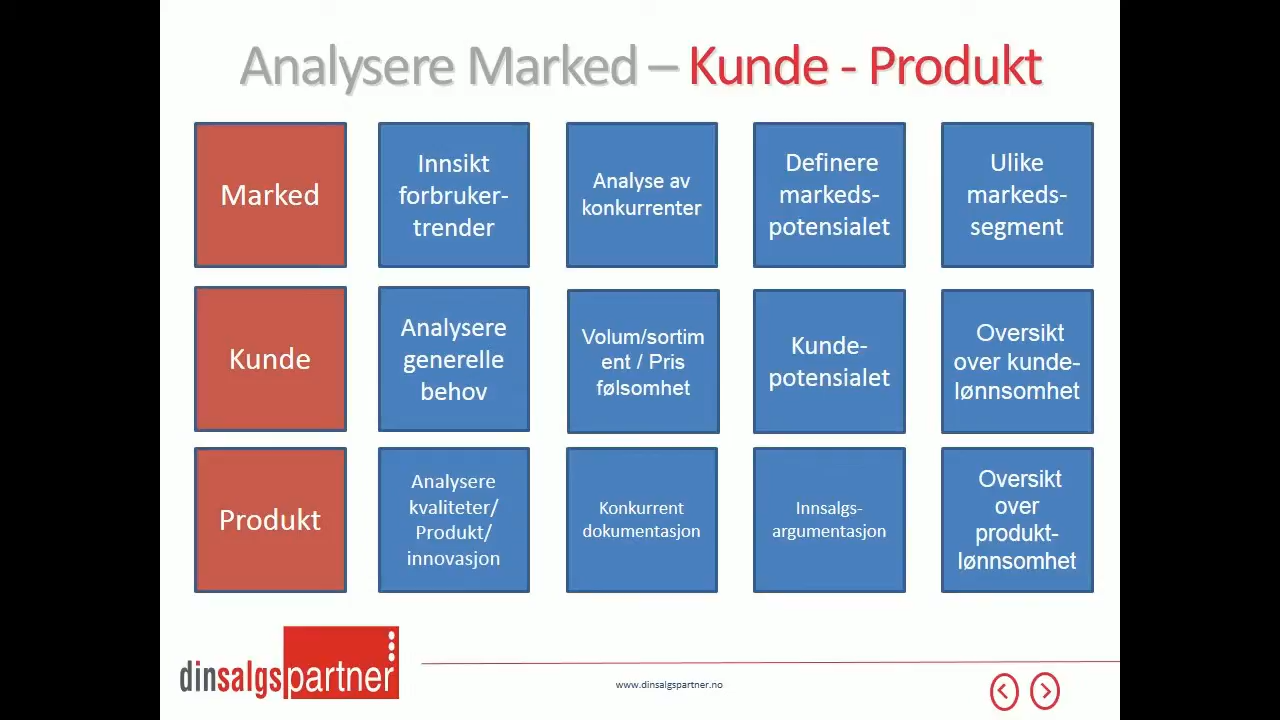 Analysere Marked – Kunde - Produkt
Marked
Innsikt
forbruker-
trender
Analyse av
konkurrenter
Definere
markeds-
potensialet
Ulike
markeds-
segment
Kunde
Analysere
generelle
behov
Volum/sortim
ent / Pris
følsomhet
Kunde-
potensialet
Oversikt
over kunde-
lønnsomhet
Produkt
Analysere
kvaliteter/
Produkt/
innovasjon
Konkurrent
dokumentasjon
Innsalgs-
argumentasjon
Oversikt
over
produkt-
lønnsomhet
dinsalgspartner
www.dinsalgspartner.no